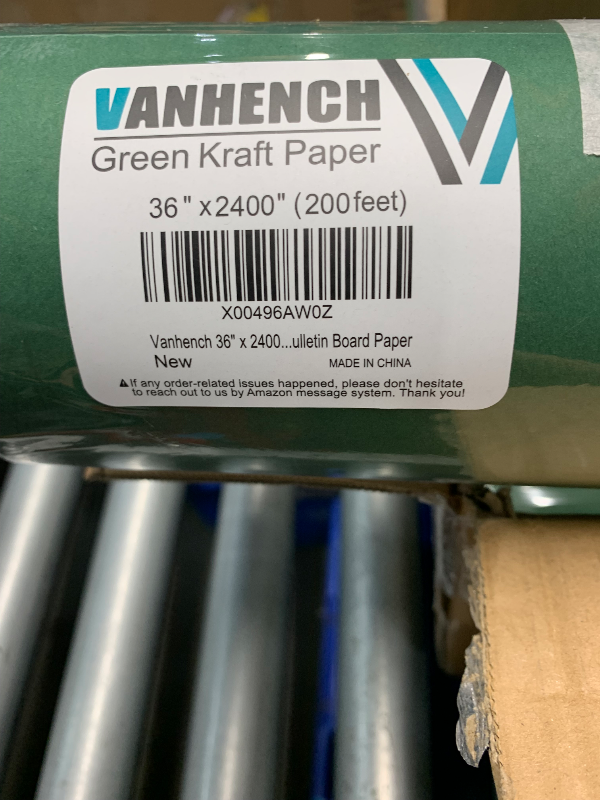 VANHENCH
Green Kraft Paper
36" x2400" (200feet)
X00496AW0Z
Vanhench 36" x 2400...ulletin Board Paper
New MADE IN CHINA
⚠If any order-related issues happened, please don't hesitate
to reach out to us by Amazon message system. Thank you!